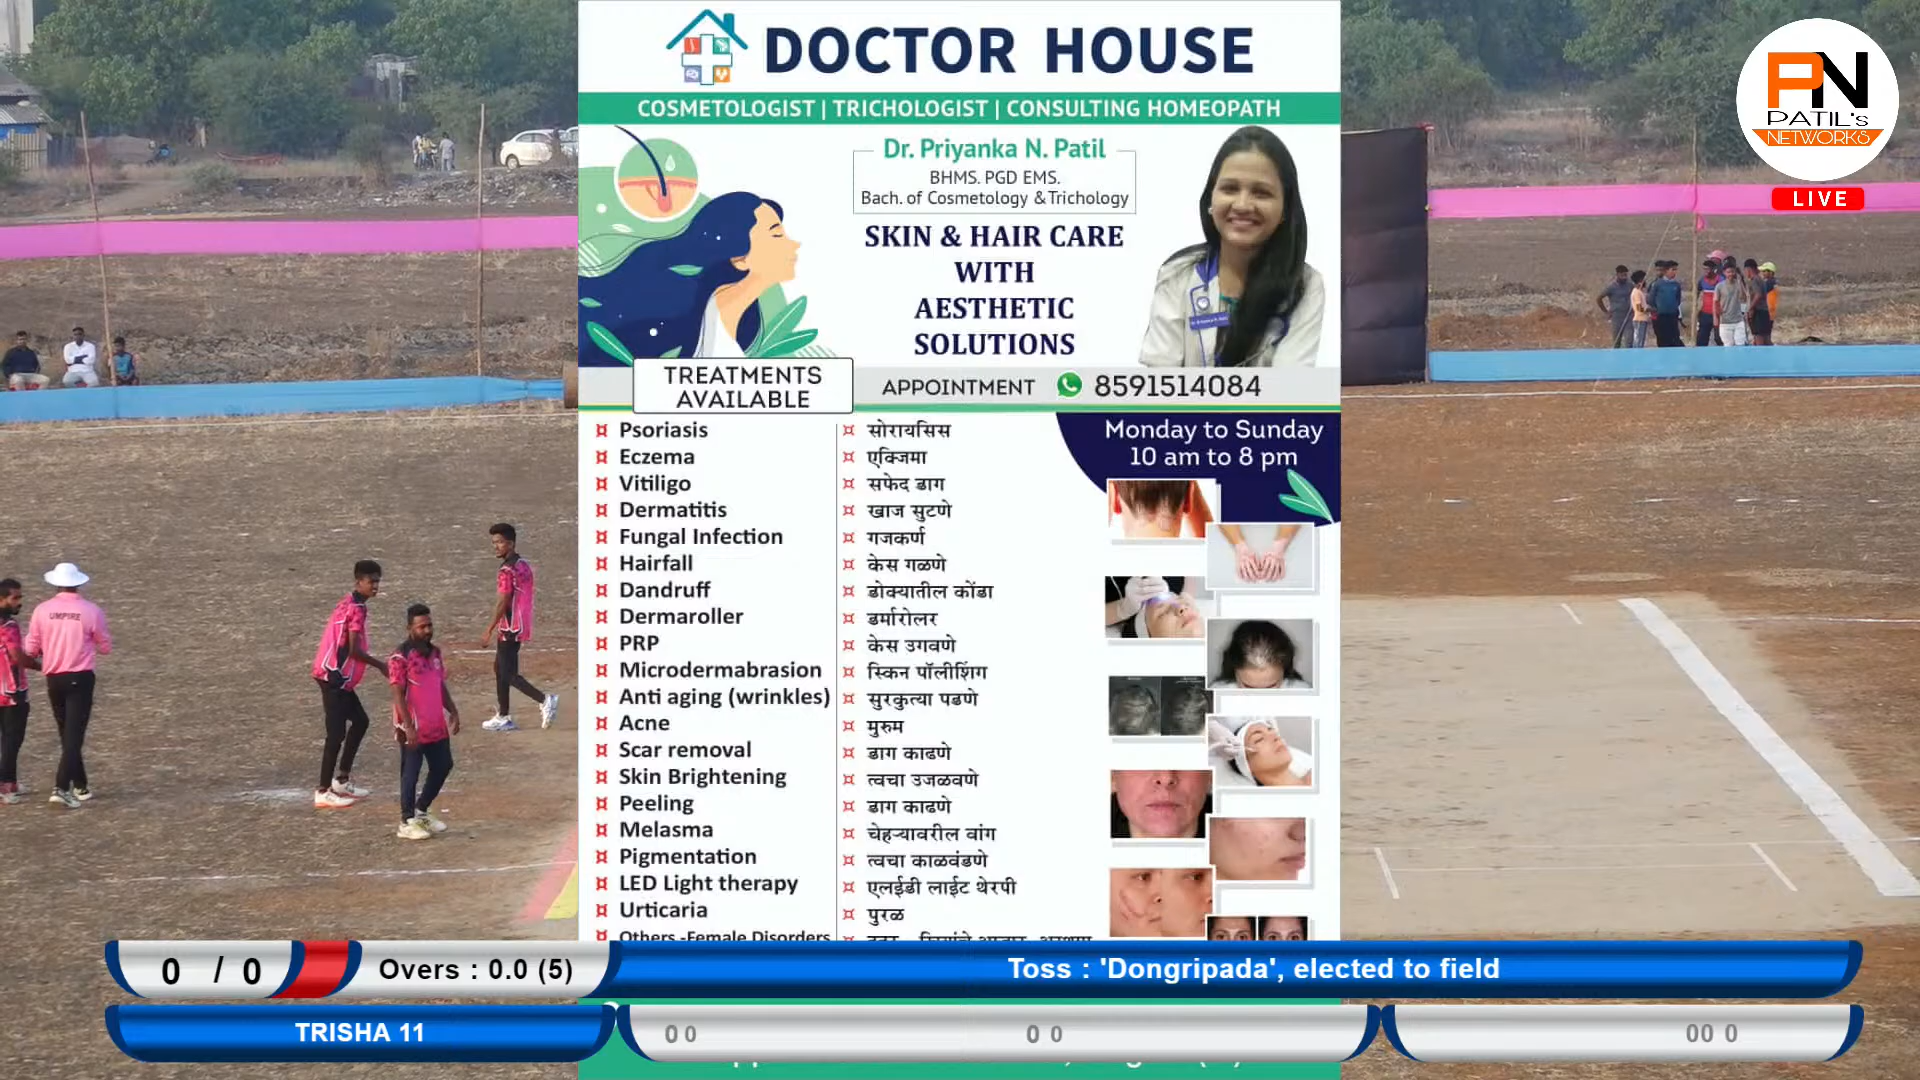 DOCTOR HOUSE
COSMETOLOGIST | TRICHOLOGIST | CONSULTING HOMEOPATH
Dr. Priyanka N. Patil
BHMS. PGD EMS.
Bach. of Cosmetology & Trichology
SKIN & HAIR CARE
WITH
AESTHETIC
SOLUTIONS
TREATMENTS
AVAILABLE
APPOINTMENT 8591514084
Monday to Sunday
10 am to 8 pm
Psoriasis
Eczema
Vitiligo
Dermatitis
Fungal Infection
Hairfall
Dandruff
Dermaroller
PRP
Microdermabrasion
Anti aging (wrinkles)
Acne
Scar removal
Skin Brightening
Peeling
Melasma
Pigmentation
LED Light therapy
Urticaria
Others -Female Disorders
सोरायसिस
एक्जिमा
सफेद डाग
खाज सुटणे
गजकर्ण
केस गळणे
डोक्यातील कोंडा
डर्मारोलर
केस उगवणे
स्किन पॉलीशिंग
सुरकुत्या पडणे
मुरुम
डाग काढणे
त्वचा उजळवणे
डाग काढणे
चेहऱ्यावरील वांग
त्वचा काळवंडणे
एलईडी लाईट थेरपी
पुरळ
PN
PATIL's
NETWORKS
LIVE
UMPIRE
0 / 0
Overs : 0.0 (5)
Toss : 'Dongripada', elected to field
TRISHA 11
0 0
0 0
00 0